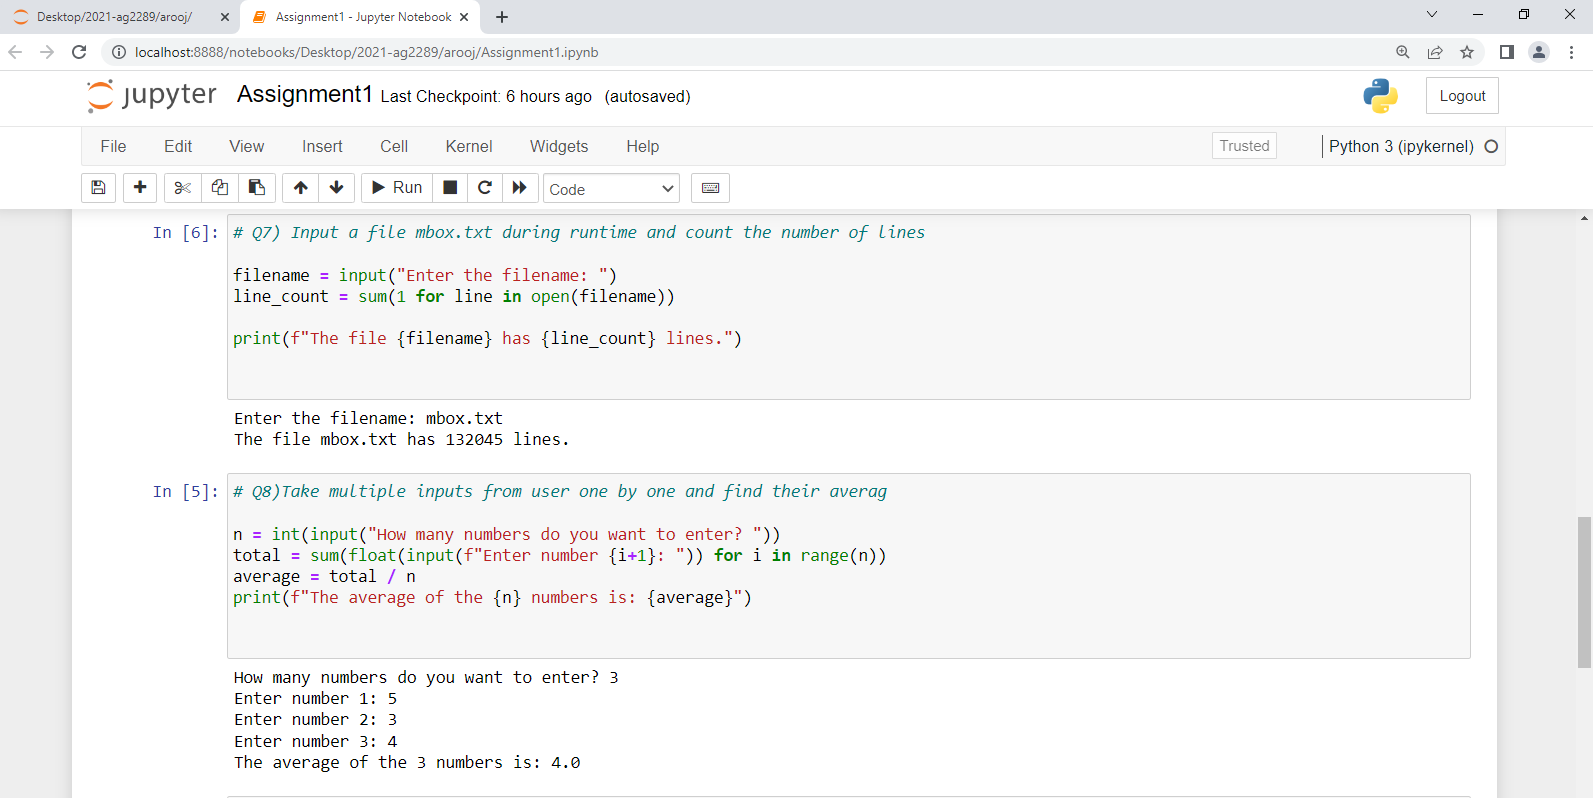 Desktop/2021-ag2289/arooj/
Assignment1 - Jupyter Notebook
localhost:8888/notebooks/Desktop/2021-ag2289/arooj/Assignment1.ipynb
jupyter Assignment1 Last Checkpoint: 6 hours ago (autosaved)
Logout
File Edit View Insert Cell Kernel Widgets Help
Trusted
Python 3 (ipykernel)
Run
Code
In [6]: # Q7) Input a file mbox.txt during runtime and count the number of lines
filename = input("Enter the filename: ")
line_count = sum(1 for line in open(filename))
print(f"The file {filename} has {line_count} lines.")
Enter the filename: mbox.txt
The file mbox.txt has 132045 lines.
In [5]: # Q8)Take multiple inputs from user one by one and find their averag
n = int(input("How many numbers do you want to enter? "))
total = sum(float(input(f"Enter number {i+1}: ")) for i in range(n))
average = total / n
print(f"The average of the {n} numbers is: {average}")
How many numbers do you want to enter? 3
Enter number 1: 5
Enter number 2: 3
Enter number 3: 4
The average of the 3 numbers is: 4.0